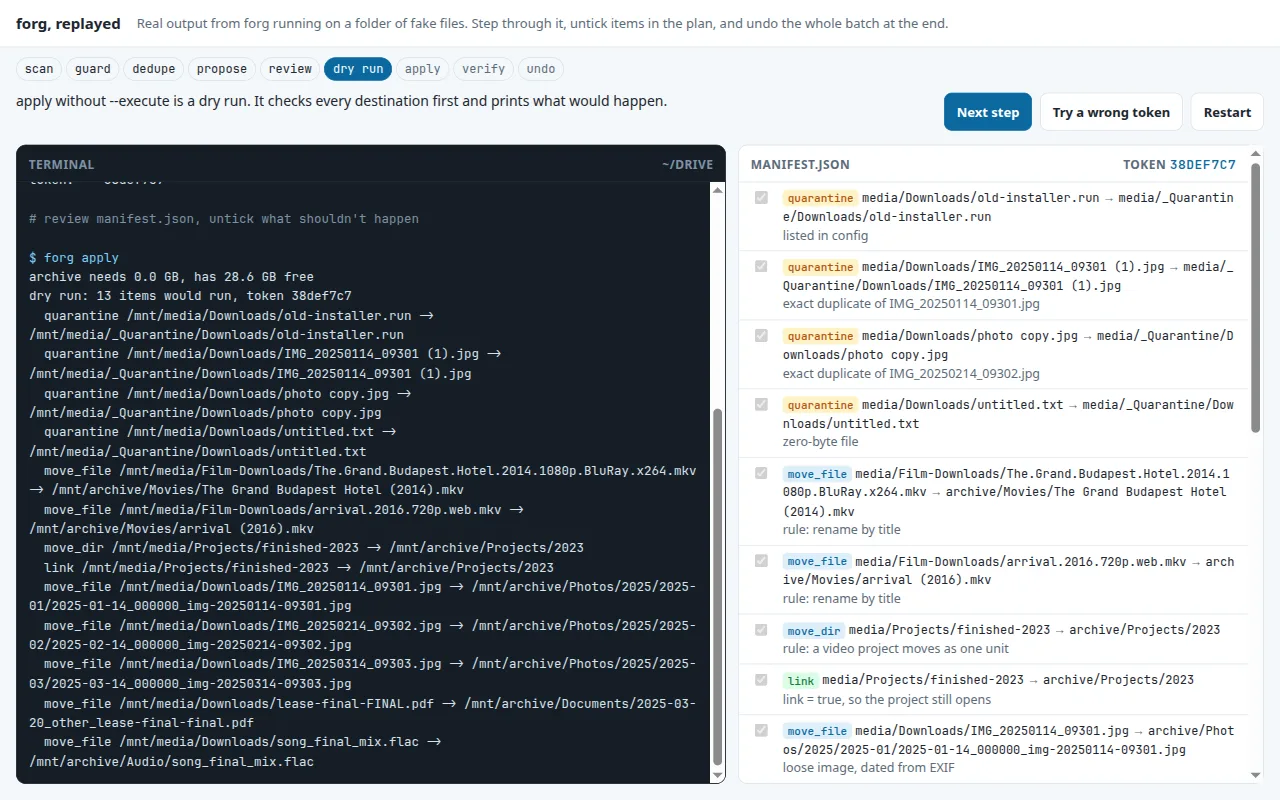 forg, replayed Real output from forg running on a folder of fake files. Step through it, untick items in the plan, and undo the whole batch at the end.
scan guard dedupe propose review dry run apply verify undo
apply without --execute is a dry run. It checks every destination first and prints what would happen.
Next step Try a wrong token Restart
TERMINAL ~/DRIVE
# review manifest.json, untick what shouldn't happen
$ forg apply
archive needs 0.0 GB, has 28.6 GB free
dry run: 13 items would run, token 38def7c7
quarantine /mnt/media/Downloads/old-installer.run →
/mnt/media/_Quarantine/Downloads/old-installer.run
quarantine /mnt/media/Downloads/IMG_20250114_09301 (1).jpg →
/mnt/media/_Quarantine/Downloads/IMG_20250114_09301 (1).jpg
quarantine /mnt/media/Downloads/photo copy.jpg →
/mnt/media/_Quarantine/Downloads/photo copy.jpg
quarantine /mnt/media/Downloads/untitled.txt →
/mnt/media/_Quarantine/Downloads/untitled.txt
move_file /mnt/media/Film-Downloads/The.Grand.Budapest.Hotel.2014.1080p.BluRay.x264.mkv
→ /mnt/archive/Movies/The Grand Budapest Hotel (2014).mkv
move_file /mnt/media/Film-Downloads/arrival.2016.720p.web.mkv →
/mnt/archive/Movies/arrival (2016).mkv
move_dir /mnt/media/Projects/finished-2023 → /mnt/archive/Projects/2023
link /mnt/media/Projects/finished-2023 → /mnt/archive/Projects/2023
move_file /mnt/media/Downloads/IMG_20250114_09301.jpg → /mnt/archive/Photos/2025/2025-
01/2025-01-14_000000_img-20250114-09301.jpg
move_file /mnt/media/Downloads/IMG_20250214_09302.jpg → /mnt/archive/Photos/2025/2025-
02/2025-02-14_000000_img-20250214-09302.jpg
move_file /mnt/media/Downloads/IMG_20250314_09303.jpg → /mnt/archive/Photos/2025/2025-
03/2025-03-14_000000_img-20250314-09303.jpg
move_file /mnt/media/Downloads/lease-final-FINAL.pdf → /mnt/archive/Documents/2025-03-
20_other_lease-final-final.pdf
move_file /mnt/media/Downloads/song_final_mix.flac →
/mnt/archive/Audio/song_final_mix.flac
MANIFEST.JSON TOKEN 38DEF7C7
quarantine media/Downloads/old-installer.run → media/_Quarantin
e/Downloads/old-installer.run
listed in config
quarantine media/Downloads/IMG_20250114_09301 (1).jpg → media/_
Quarantine/Downloads/IMG_20250114_09301 (1).jpg
exact duplicate of IMG_20250114_09301.jpg
quarantine media/Downloads/photo copy.jpg → media/_Quarantine/D
ownloads/photo copy.jpg
exact duplicate of IMG_20250214_09302.jpg
quarantine media/Downloads/untitled.txt → media/_Quarantine/Dow
nloads/untitled.txt
zero-byte file
move_file media/Film-Downloads/The.Grand.Budapest.Hotel.2014.1
080p.BluRay.x264.mkv → archive/Movies/The Grand Budapest Hotel
(2014).mkv
rule: rename by title
move_file media/Film-Downloads/arrival.2016.720p.web.mkv → arch
ive/Movies/arrival (2016).mkv
rule: rename by title
move_dir media/Projects/finished-2023 → archive/Projects/2023
rule: a video project moves as one unit
link media/Projects/finished-2023 → archive/Projects/2023
link = true, so the project still opens
move_file media/Downloads/IMG_20250114_09301.jpg → archive/Phot
os/2025/2025-01/2025-01-14_000000_img-20250114-09301.jpg
loose image, dated from EXIF